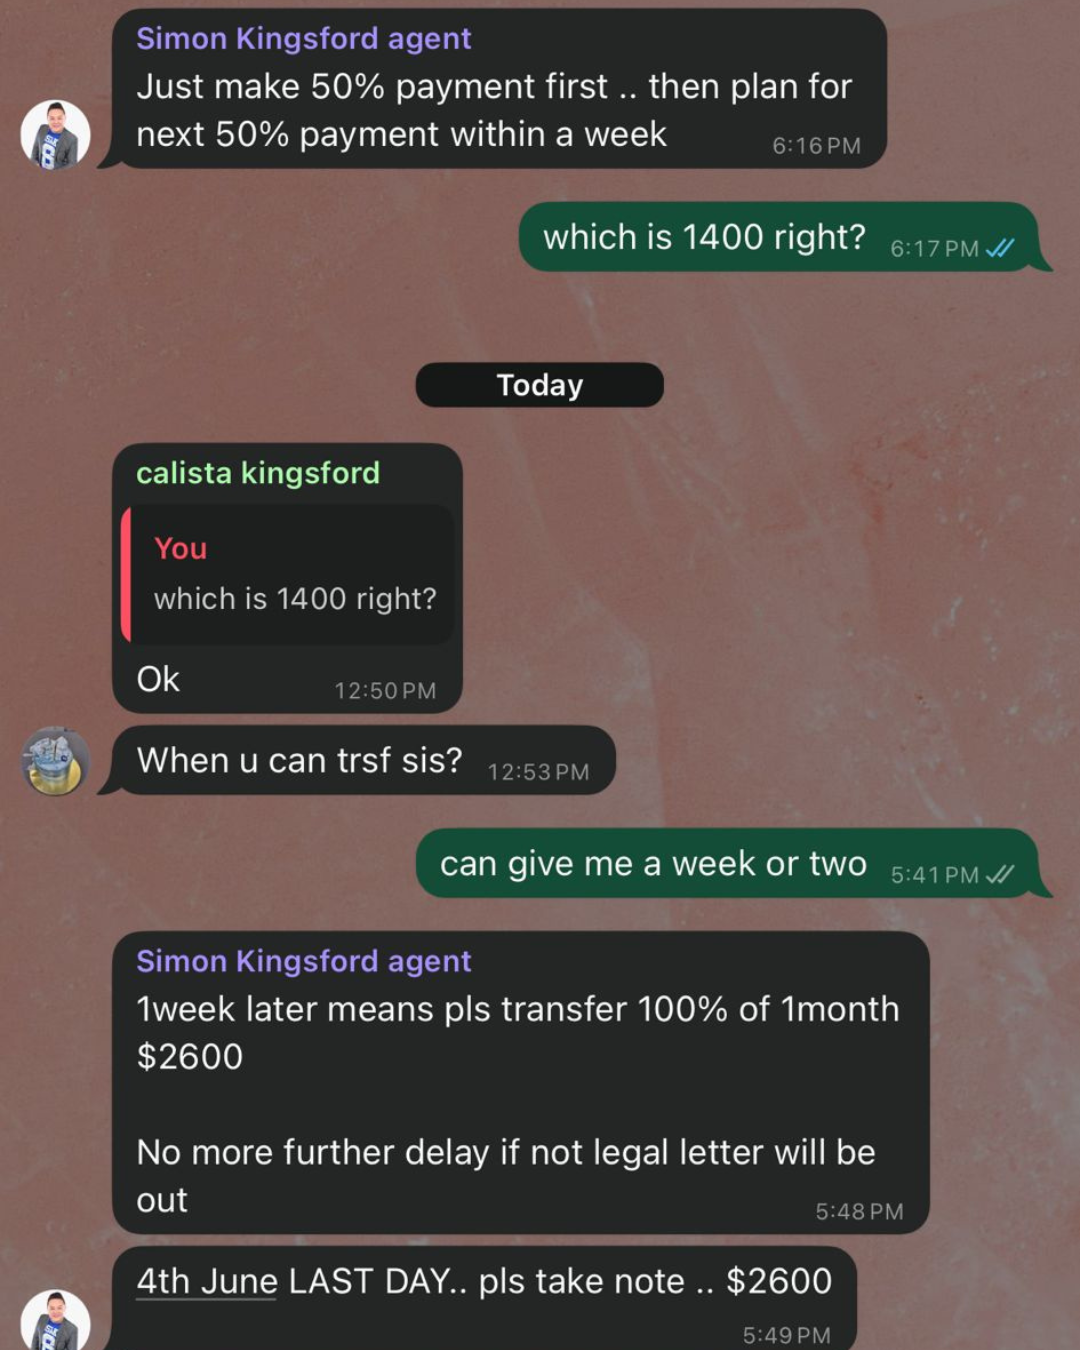 Simon Kingsford agent
Just make 50% payment first .. then plan for
next 50% payment within a week
6:16 PM
which is 1400 right?
6:17 PM
Today
calista kingsford
You
which is 1400 right?
Ok
12:50 PM
When u can trsf sis?
12:53 PM
can give me a week or two
5:41 PM
Simon Kingsford agent
1week later means pls transfer 100% of 1month
$2600
No more further delay if not legal letter will be
out
5:48 PM
4th June LAST DAY.. pls take note .. $2600
5:49 PM